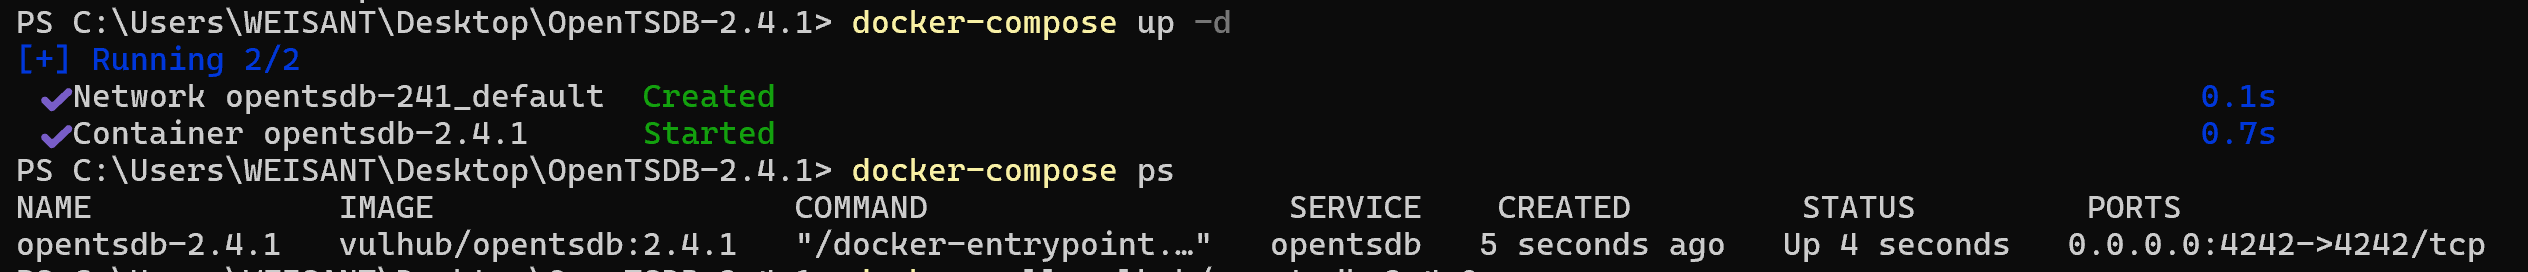 PS C:\Users\WEISANT\Desktop\OpenTSDB-2.4.1> docker-compose up -d
[+] Running 2/2
✔Network opentsdb-241_default  Created  0.1s
✔Container opentsdb-2.4.1      Started  0.7s
PS C:\Users\WEISANT\Desktop\OpenTSDB-2.4.1> docker-compose ps
NAME             IMAGE                   COMMAND                   SERVICE    CREATED         STATUS         PORTS
opentsdb-2.4.1   vulhub/opentsdb:2.4.1   "/docker-entrypoint.…"   opentsdb   5 seconds ago   Up 4 seconds   0.0.0.0:4242->4242/tcp